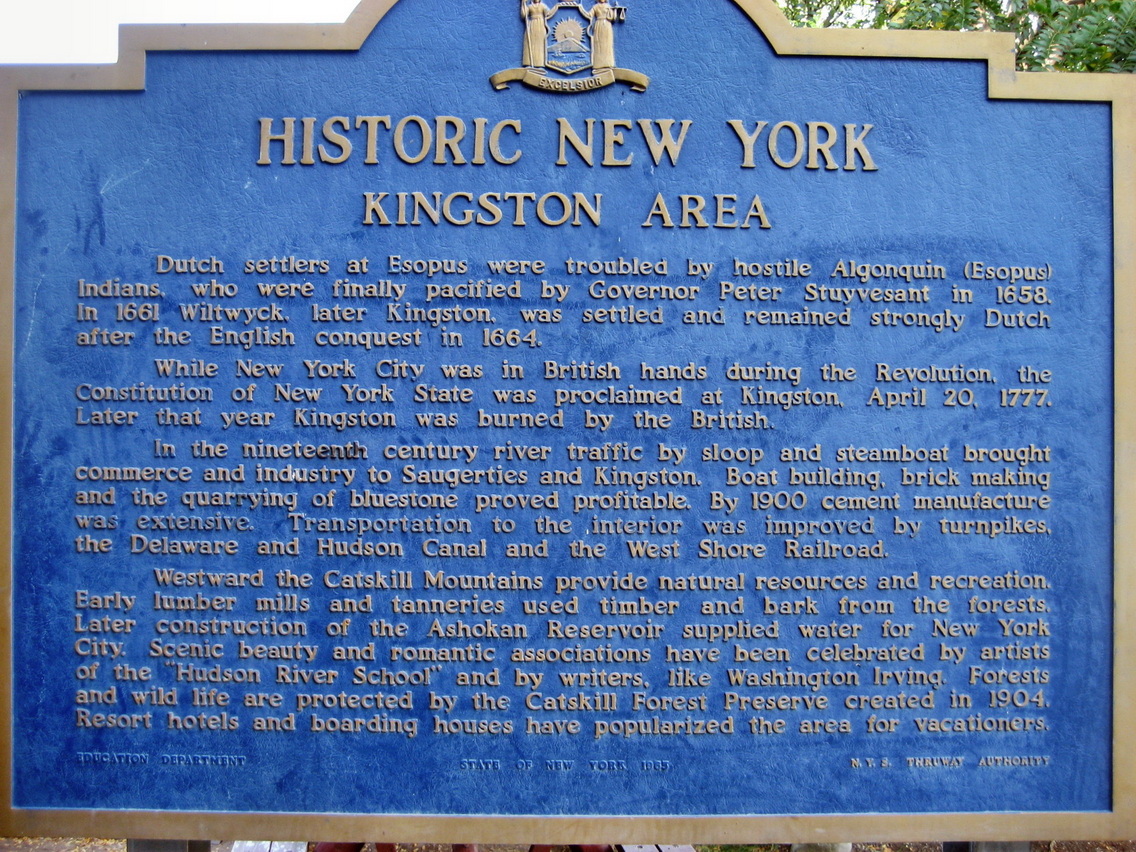 EXCELSIOR
HISTORIC NEW YORK
KINGSTON AREA
Dutch settlers at Esopus were troubled by hostile Algonquin (Esopus)
Indians, who were finally pacified by Governor Peter Stuyvesant in 1658.
In 1661 Wiltwyck, later Kingston, was settled and remained strongly Dutch
after the English conquest in 1664.
While New York City was in British hands during the Revolution, the
Constitution of New York State was proclaimed at Kingston, April 20, 1777.
Later that year Kingston was burned by the British.
In the nineteenth century river traffic by sloop and steamboat brought
commerce and industry to Saugerties and Kingston. Boat building, brick making
and the quarrying of bluestone proved profitable. By 1900 cement manufacture
was extensive. Transportation to the interior was improved by turnpikes,
the Delaware and Hudson Canal and the West Shore Railroad.
Westward the Catskill Mountains provide natural resources and recreation.
Early lumber mills and tanneries used timber and bark from the forests.
Later construction of the Ashokan Reservoir supplied water for New York
City. Scenic beauty and romantic associations have been celebrated by artists
of the "Hudson River School" and by writers, like Washington Irving. Forests
and wild life are protected by the Catskill Forest Preserve created in 1904.
Resort hotels and boarding houses have popularized the area for vacationers.
EDUCATION DEPARTMENT STATE OF NEW YORK 1965 N.Y.S. THRUWAY AUTHORITY